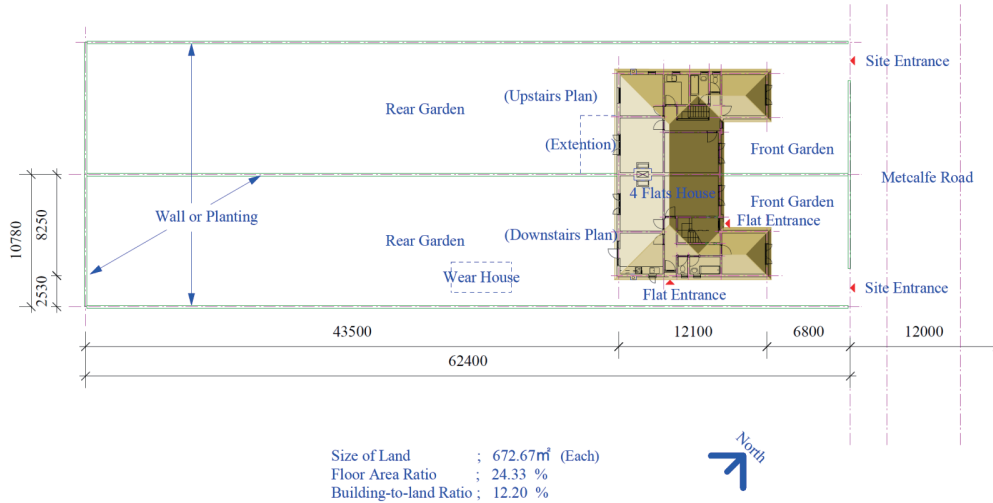 Site Entrance
(Upstairs Plan)
Rear Garden
(Extention)
Front Garden
Metcalfe Road
4 Flats House
Front Garden
Wall or Planting
Flat Entrance
Rear Garden
(Downstairs Plan)
10780
8250
2530
Wear House
Flat Entrance
Site Entrance
43500
12100
6800
12000
62400
North
Size of Land ; 672.67㎡ (Each)
Floor Area Ratio ; 24.33 %
Building-to-land Ratio ; 12.20 %